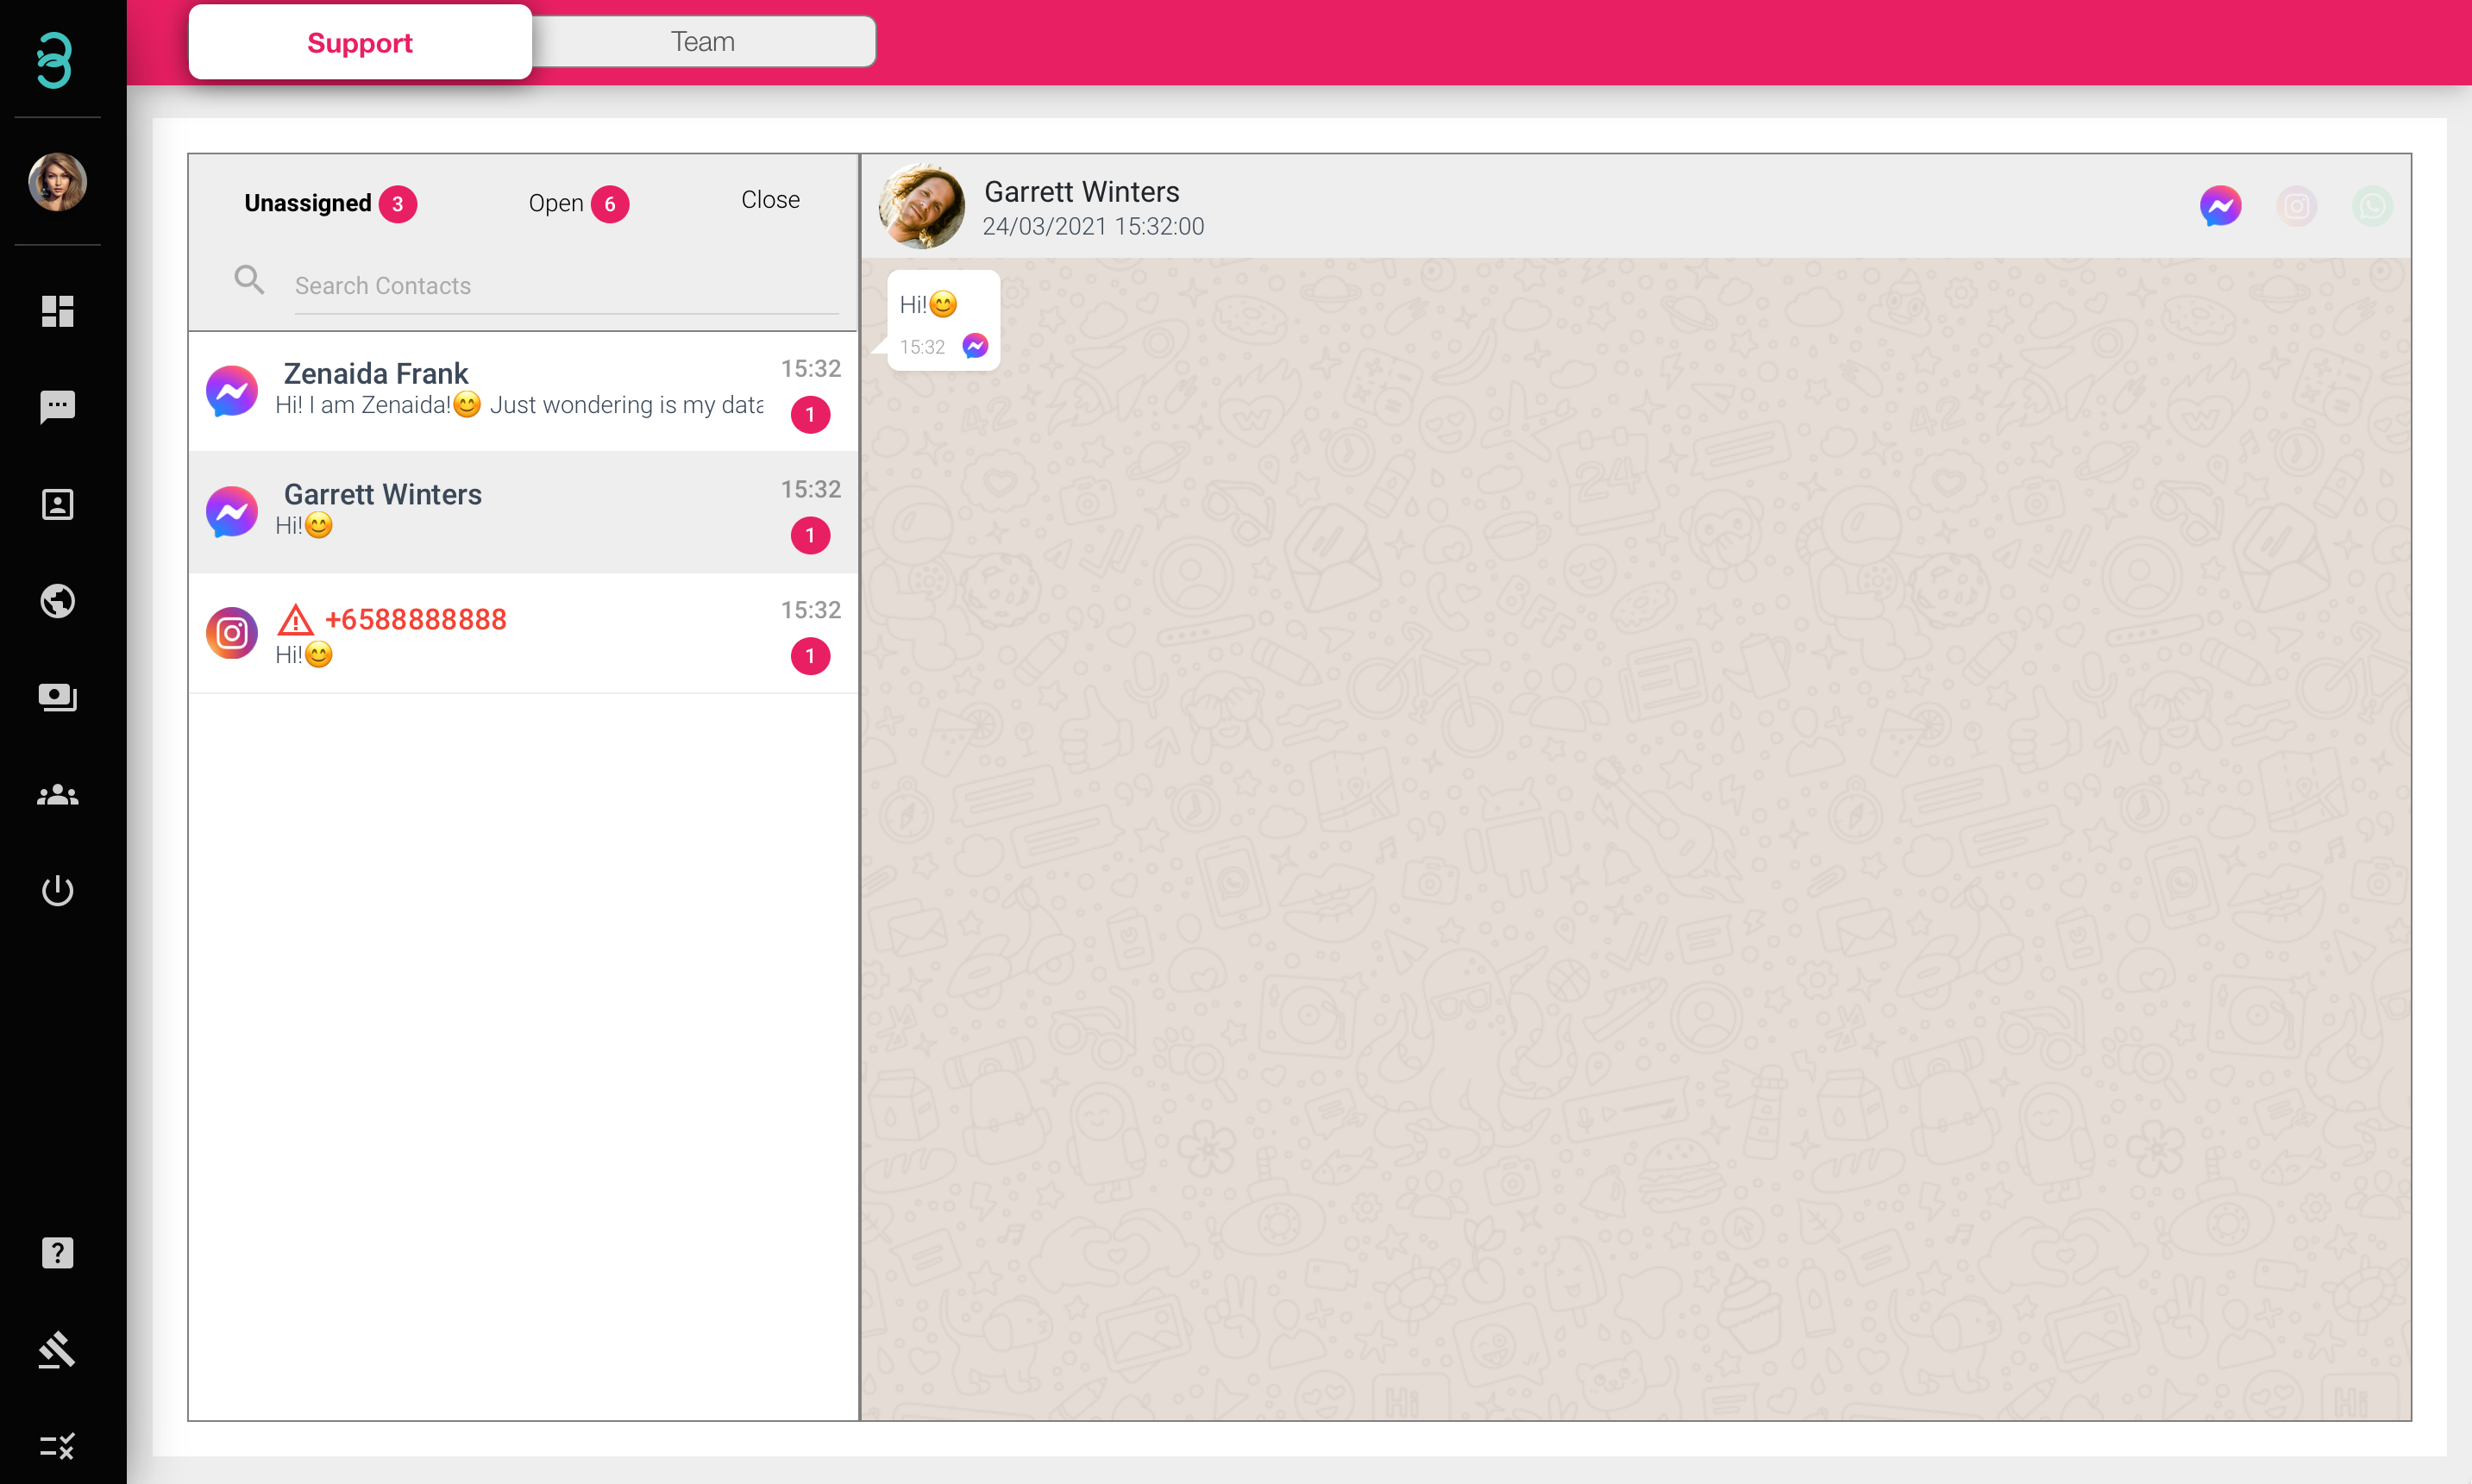 Support
Team
Unassigned 3
Open 6
Close
Search Contacts
Zenaida Frank
15:32
Hi! I am Zenaida!😊 Just wondering is my data
1
Garrett Winters
15:32
Hi!😊
1
+6588888888
15:32
Hi!😊
1
Garrett Winters
24/03/2021 15:32:00
Hi!😊
15:32